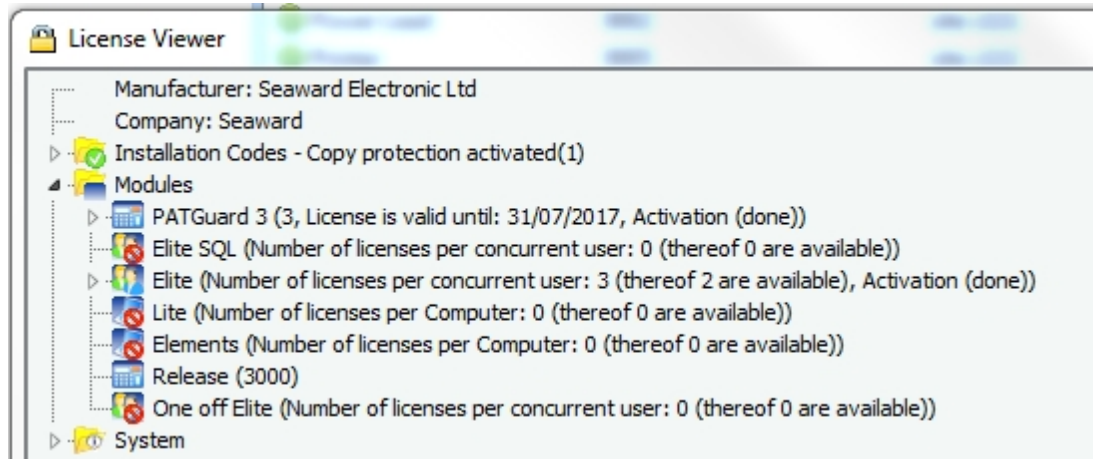 License Viewer
Manufacturer: Seaward Electronic Ltd
Company: Seaward
Installation Codes - Copy protection activated(1)
Modules
PATGuard 3 (3, License is valid until: 31/07/2017, Activation (done))
Elite SQL (Number of licenses per concurrent user: 0 (thereof 0 are available))
Elite (Number of licenses per concurrent user: 3 (thereof 2 are available), Activation (done))
Lite (Number of licenses per Computer: 0 (thereof 0 are available))
Elements (Number of licenses per Computer: 0 (thereof 0 are available))
Release (3000)
One off Elite (Number of licenses per concurrent user: 0 (thereof 0 are available))
System